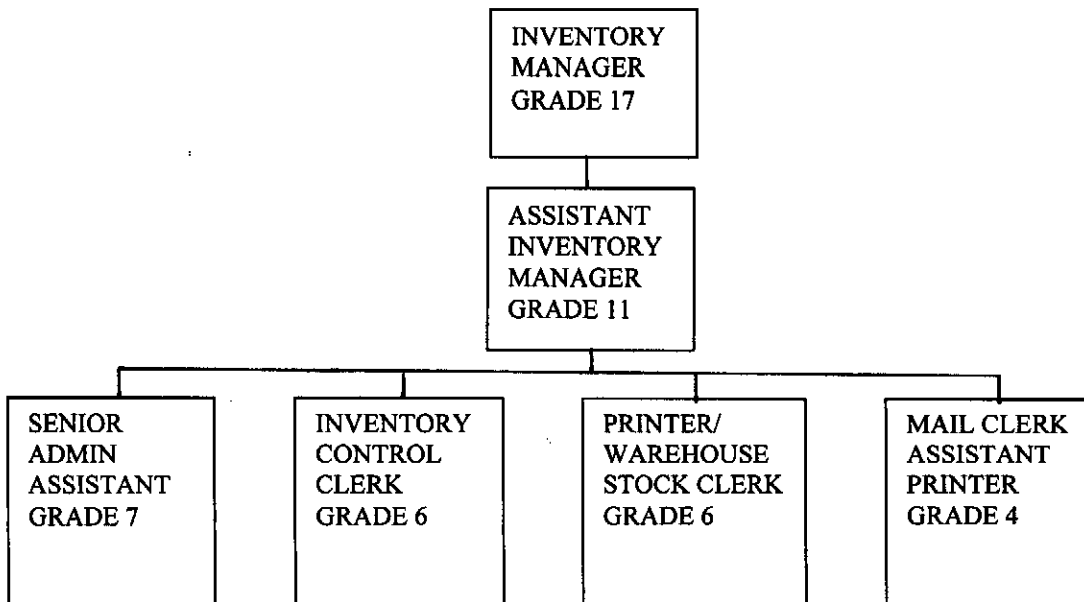 INVENTORY
MANAGER
GRADE 17
ASSISTANT
INVENTORY
MANAGER
GRADE 11
SENIOR
ADMIN
ASSISTANT
GRADE 7
INVENTORY
CONTROL
CLERK
GRADE 6
PRINTER/
WAREHOUSE
STOCK CLERK
GRADE 6
MAIL CLERK
ASSISTANT
PRINTER
GRADE 4